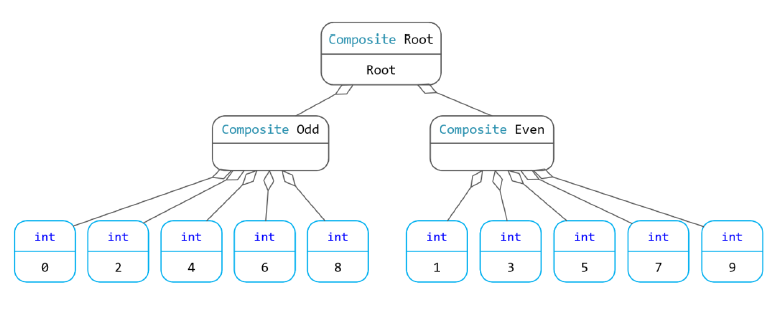 Composite Root
Root
Composite Odd
Composite Even
int int int int int int int int int int
0 2 4 6 8 1 3 5 7 9